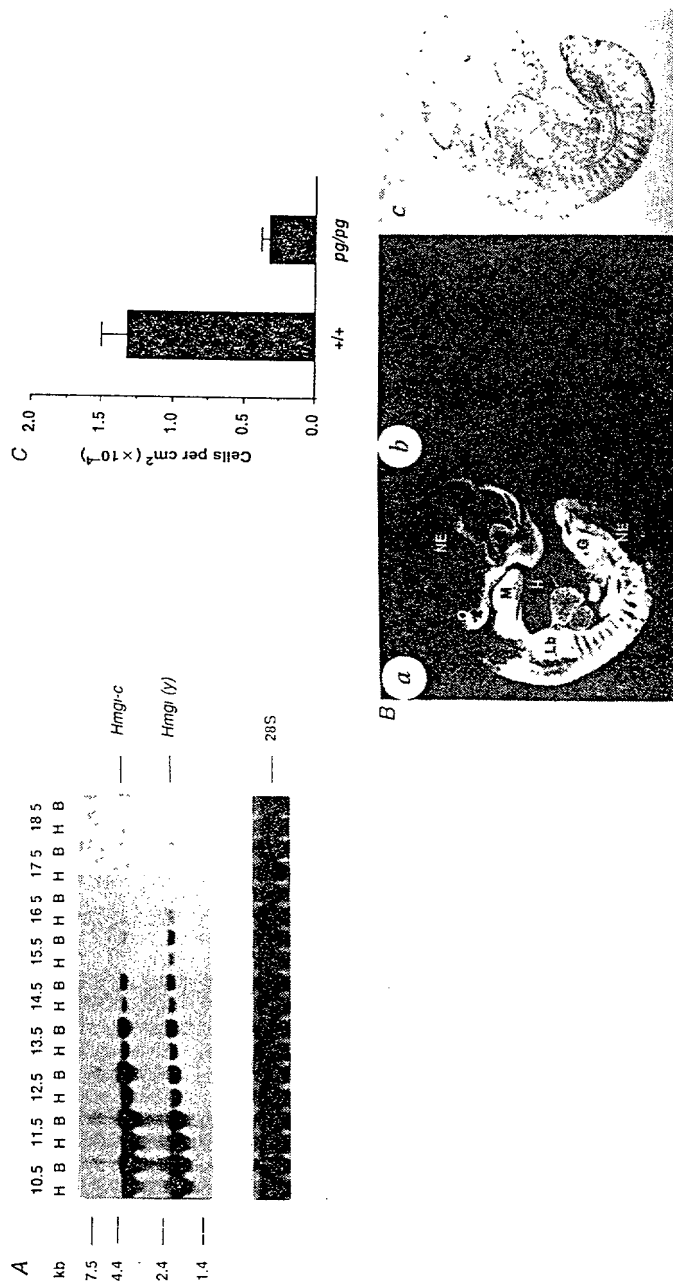 A
10.5 11.5 12.5 13.5 14.5 15.5 16.5 17.5 18.5
kb H B H B H B H B H B H B H B H B H B
7.5
4.4
2.4
1.4
Hmgi-c
Hmgi (y)
28S
C
Cells per cm² (×10⁻⁴)
2.0
1.5
1.0
0.5
0.0
+/+
pg/pg
B
a
NE
M
H
Lb
G
NE
b
c